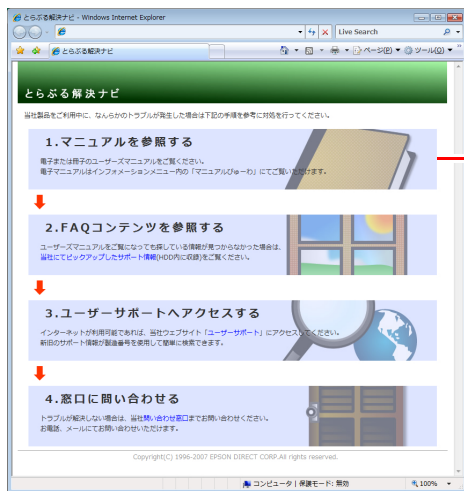 とらぶる解決ナビ - Windows Internet Explorer
Live Search
とらぶる解決ナビ
ページ(P)
ツール(O)
とらぶる解決ナビ
当社製品をご利用中に、なんらかのトラブルが発生した場合は下記の手順を参考に対処を行ってください。
1.マニュアルを参照する
電子または冊子のユーザーズマニュアルをご覧ください。
電子マニュアルはインフォメーションメニュー内の「マニュアルびゅーわ」にてご覧いただけます。
2.FAQコンテンツを参照する
ユーザーズマニュアルをご覧になっても探している情報が見つからなかった場合は、
当社にてピックアップしたサポート情報(HDD内に収録)をご覧ください。
3.ユーザーサポートへアクセスする
インターネットが利用可能であれば、当社ウェブサイト「ユーザーサポート」にアクセスしてください。
新旧のサポート情報が製造番号を使用して簡単に検索できます。
4.窓口に問い合わせる
トラブルが解決しない場合は、当社問い合わせ窓口までお問い合わせください。
お電話、メールにてお問い合わせいただけます。
Copyright(C) 1996-2007 EPSON DIRECT CORP.All rights reserved.
コンピュータ | 保護モード: 無効
100%